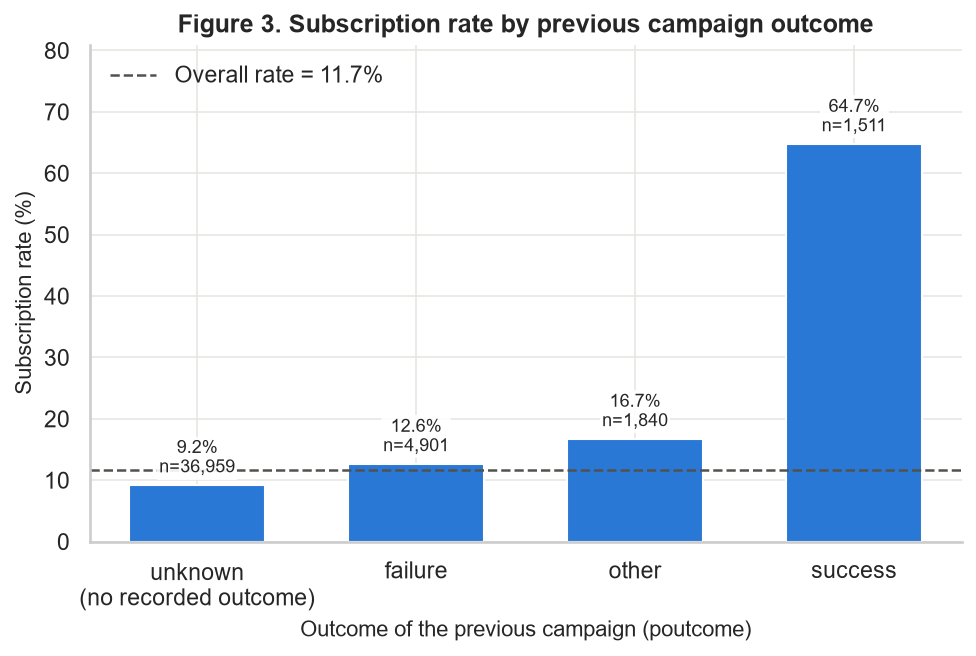 Figure 3. Subscription rate by previous campaign outcome
80
70
60
50
40
30
20
10
0
Subscription rate (%)
Overall rate = 11.7%
9.2%
n=36,959
12.6%
n=4,901
16.7%
n=1,840
64.7%
n=1,511
unknown
(no recorded outcome)
failure
other
success
Outcome of the previous campaign (poutcome)